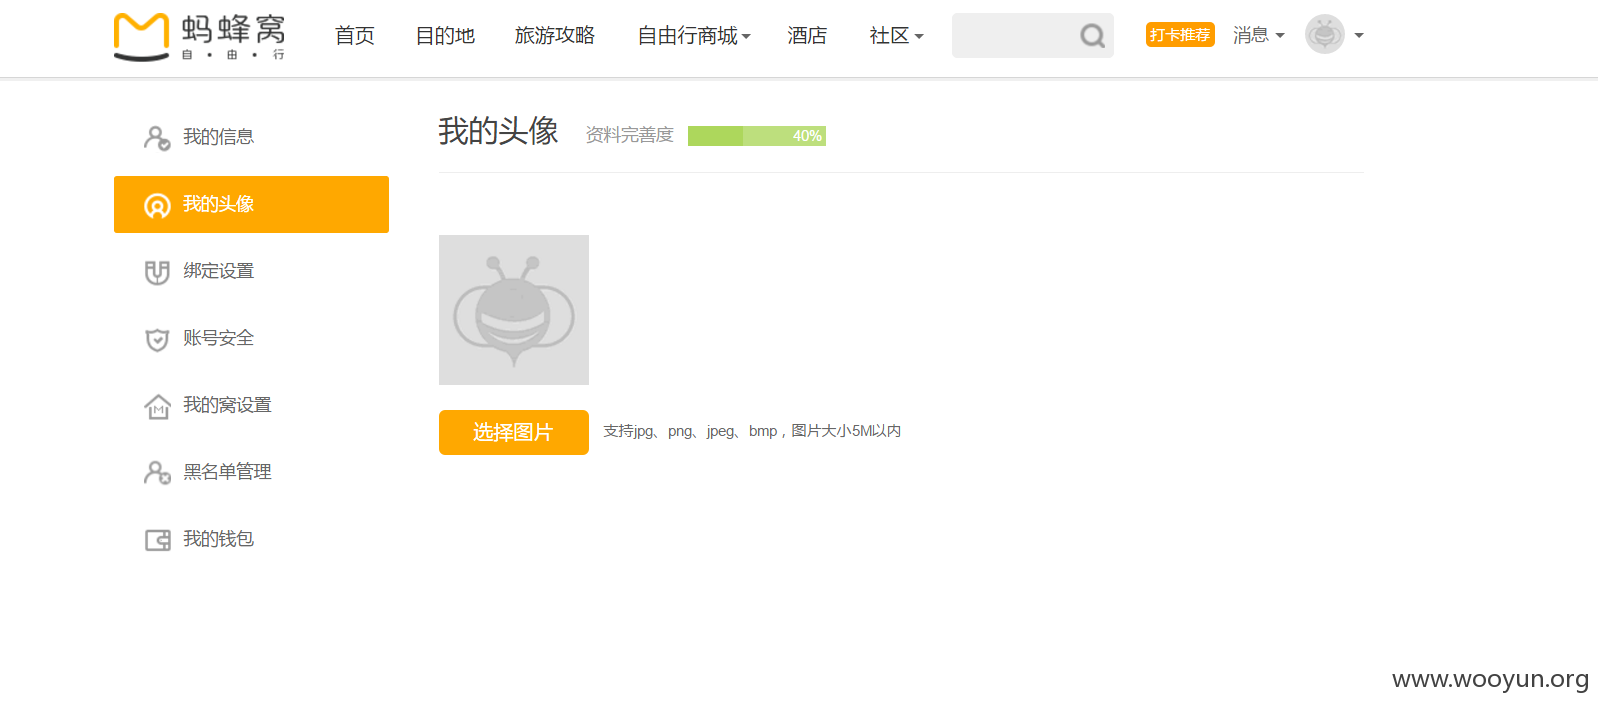 蚂蜂窝
自·由·行
首页 目的地 旅游攻略 自由行商城 酒店 社区 打卡推荐 消息
我的信息
我的头像
绑定设置
账号安全
我的窝设置
黑名单管理
我的钱包
我的头像 资料完善度 40%
选择图片 支持jpg、png、jpeg、bmp，图片大小5M以内
www.wooyun.org